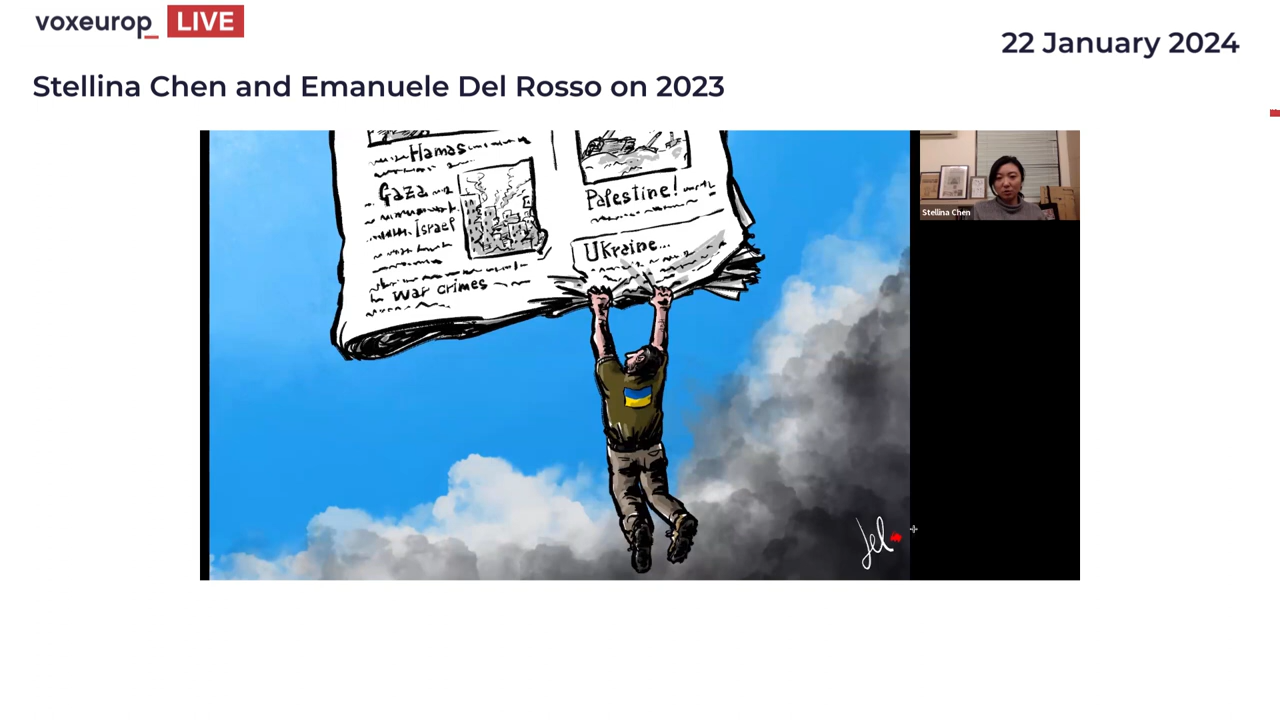 voxeurop_ LIVE
22 January 2024
Stellina Chen and Emanuele Del Rosso on 2023
Hamas
Gaza
Israel
War crimes
Palestine!
Ukraine...
Stellina Chen